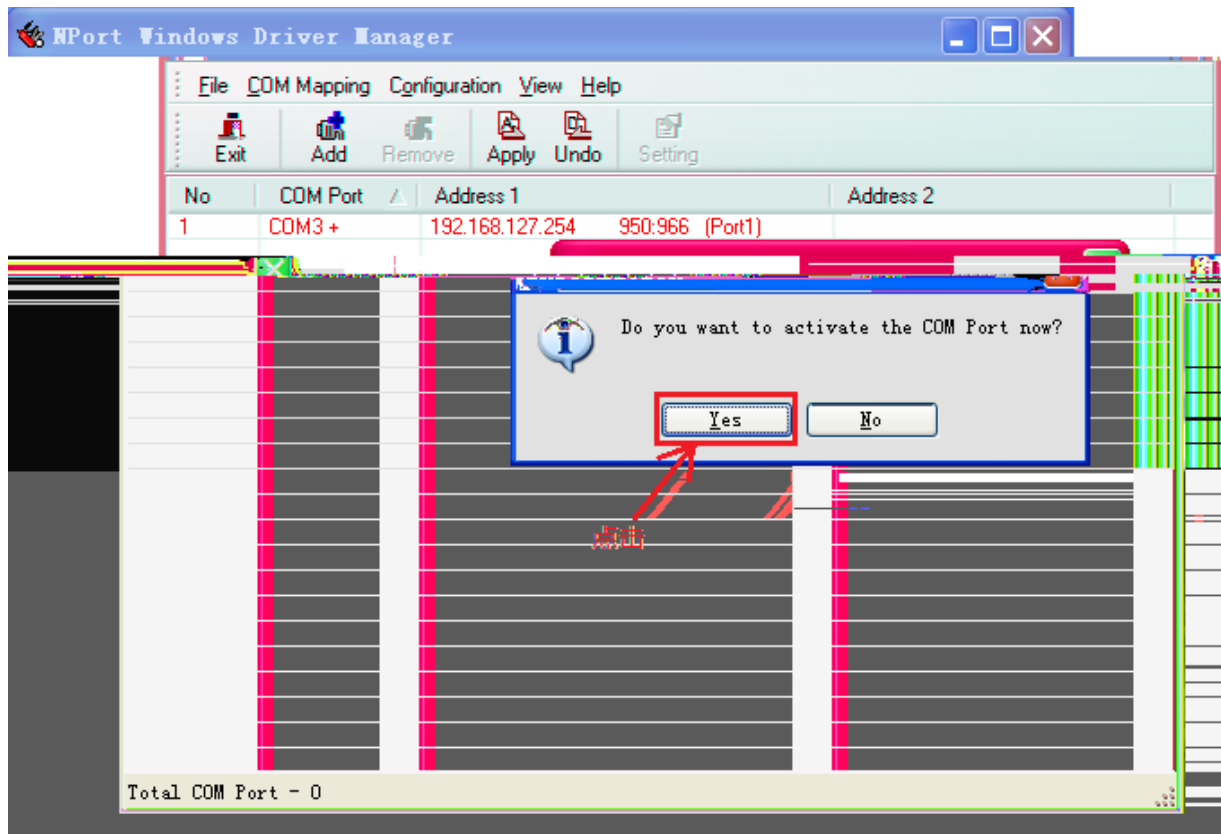 NPort Windows Driver Manager
File COM Mapping Configuration View Help
Exit Add Remove Apply Undo Setting
No COM Port Address 1 Address 2
1 COM3 + 192.168.127.254 950:966 (Port1)
Do you want to activate the COM Port now?
Yes No
点击
Total COM Port - 0